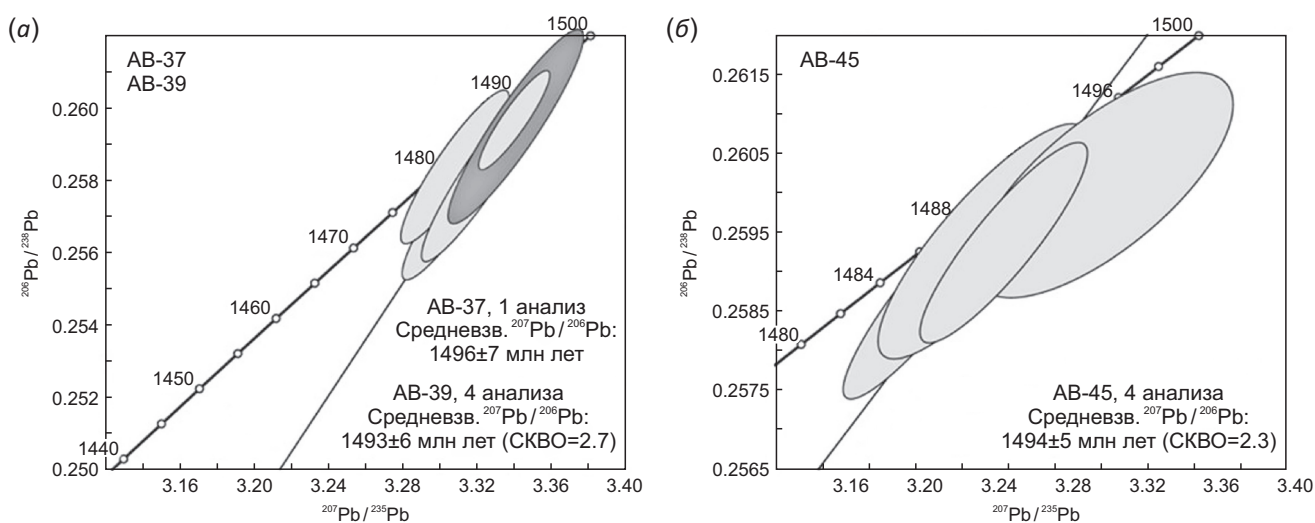 (а)
АВ-37
АВ-39
1500
1490
1480
1470
1460
1450
1440
0.260
0.258
0.256
0.254
0.252
0.250
²⁰⁶Pb/²³⁸Pb
АВ-37, 1 анализ
Средневзв. ²⁰⁷Pb/²⁰⁶Pb:
1496±7 млн лет
АВ-39, 4 анализа
Средневзв. ²⁰⁷Pb/²⁰⁶Pb:
1493±6 млн лет (СКВО=2.7)
3.16 3.20 3.24 3.28 3.32 3.36 3.40
²⁰⁷Pb/²³⁵Pb
(б)
АВ-45
1500
1496
1488
1484
1480
0.2615
0.2605
0.2595
0.2585
0.2575
0.2565
²⁰⁶Pb/²³⁸Pb
АВ-45, 4 анализа
Средневзв. ²⁰⁷Pb/²⁰⁶Pb:
1494±5 млн лет (СКВО=2.3)
3.16 3.20 3.24 3.28 3.32 3.36 3.40
²⁰⁷Pb/²³⁵Pb